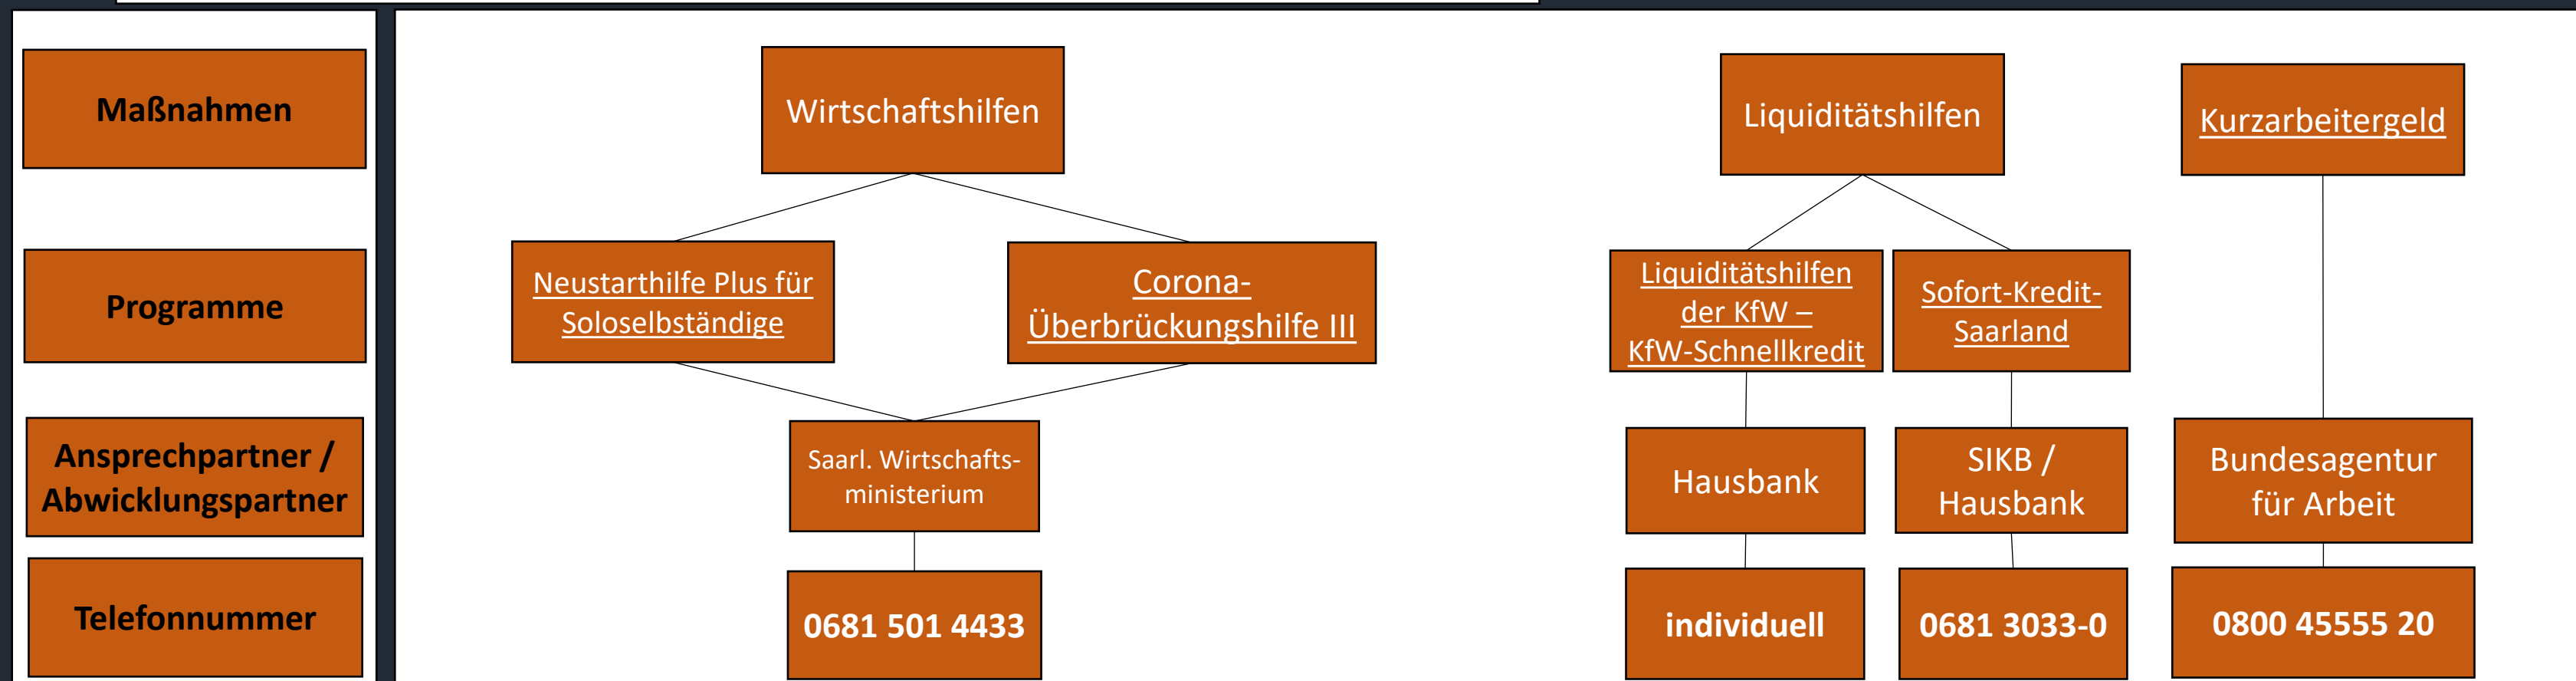 Maßnahmen
Wirtschaftshilfen
Liquiditätshilfen
Kurzarbeitergeld
Programme
Neustarthilfe Plus für
Soloselbständige
Corona-
Überbrückungshilfe III
Liquiditätshilfen
der KfW –
KfW-Schnellkredit
Sofort-Kredit-
Saarland
Ansprechpartner /
Abwicklungspartner
Saarl. Wirtschafts-
ministerium
Hausbank
SIKB /
Hausbank
Bundesagentur
für Arbeit
Telefonnummer
0681 501 4433
individuell
0681 3033-0
0800 45555 20